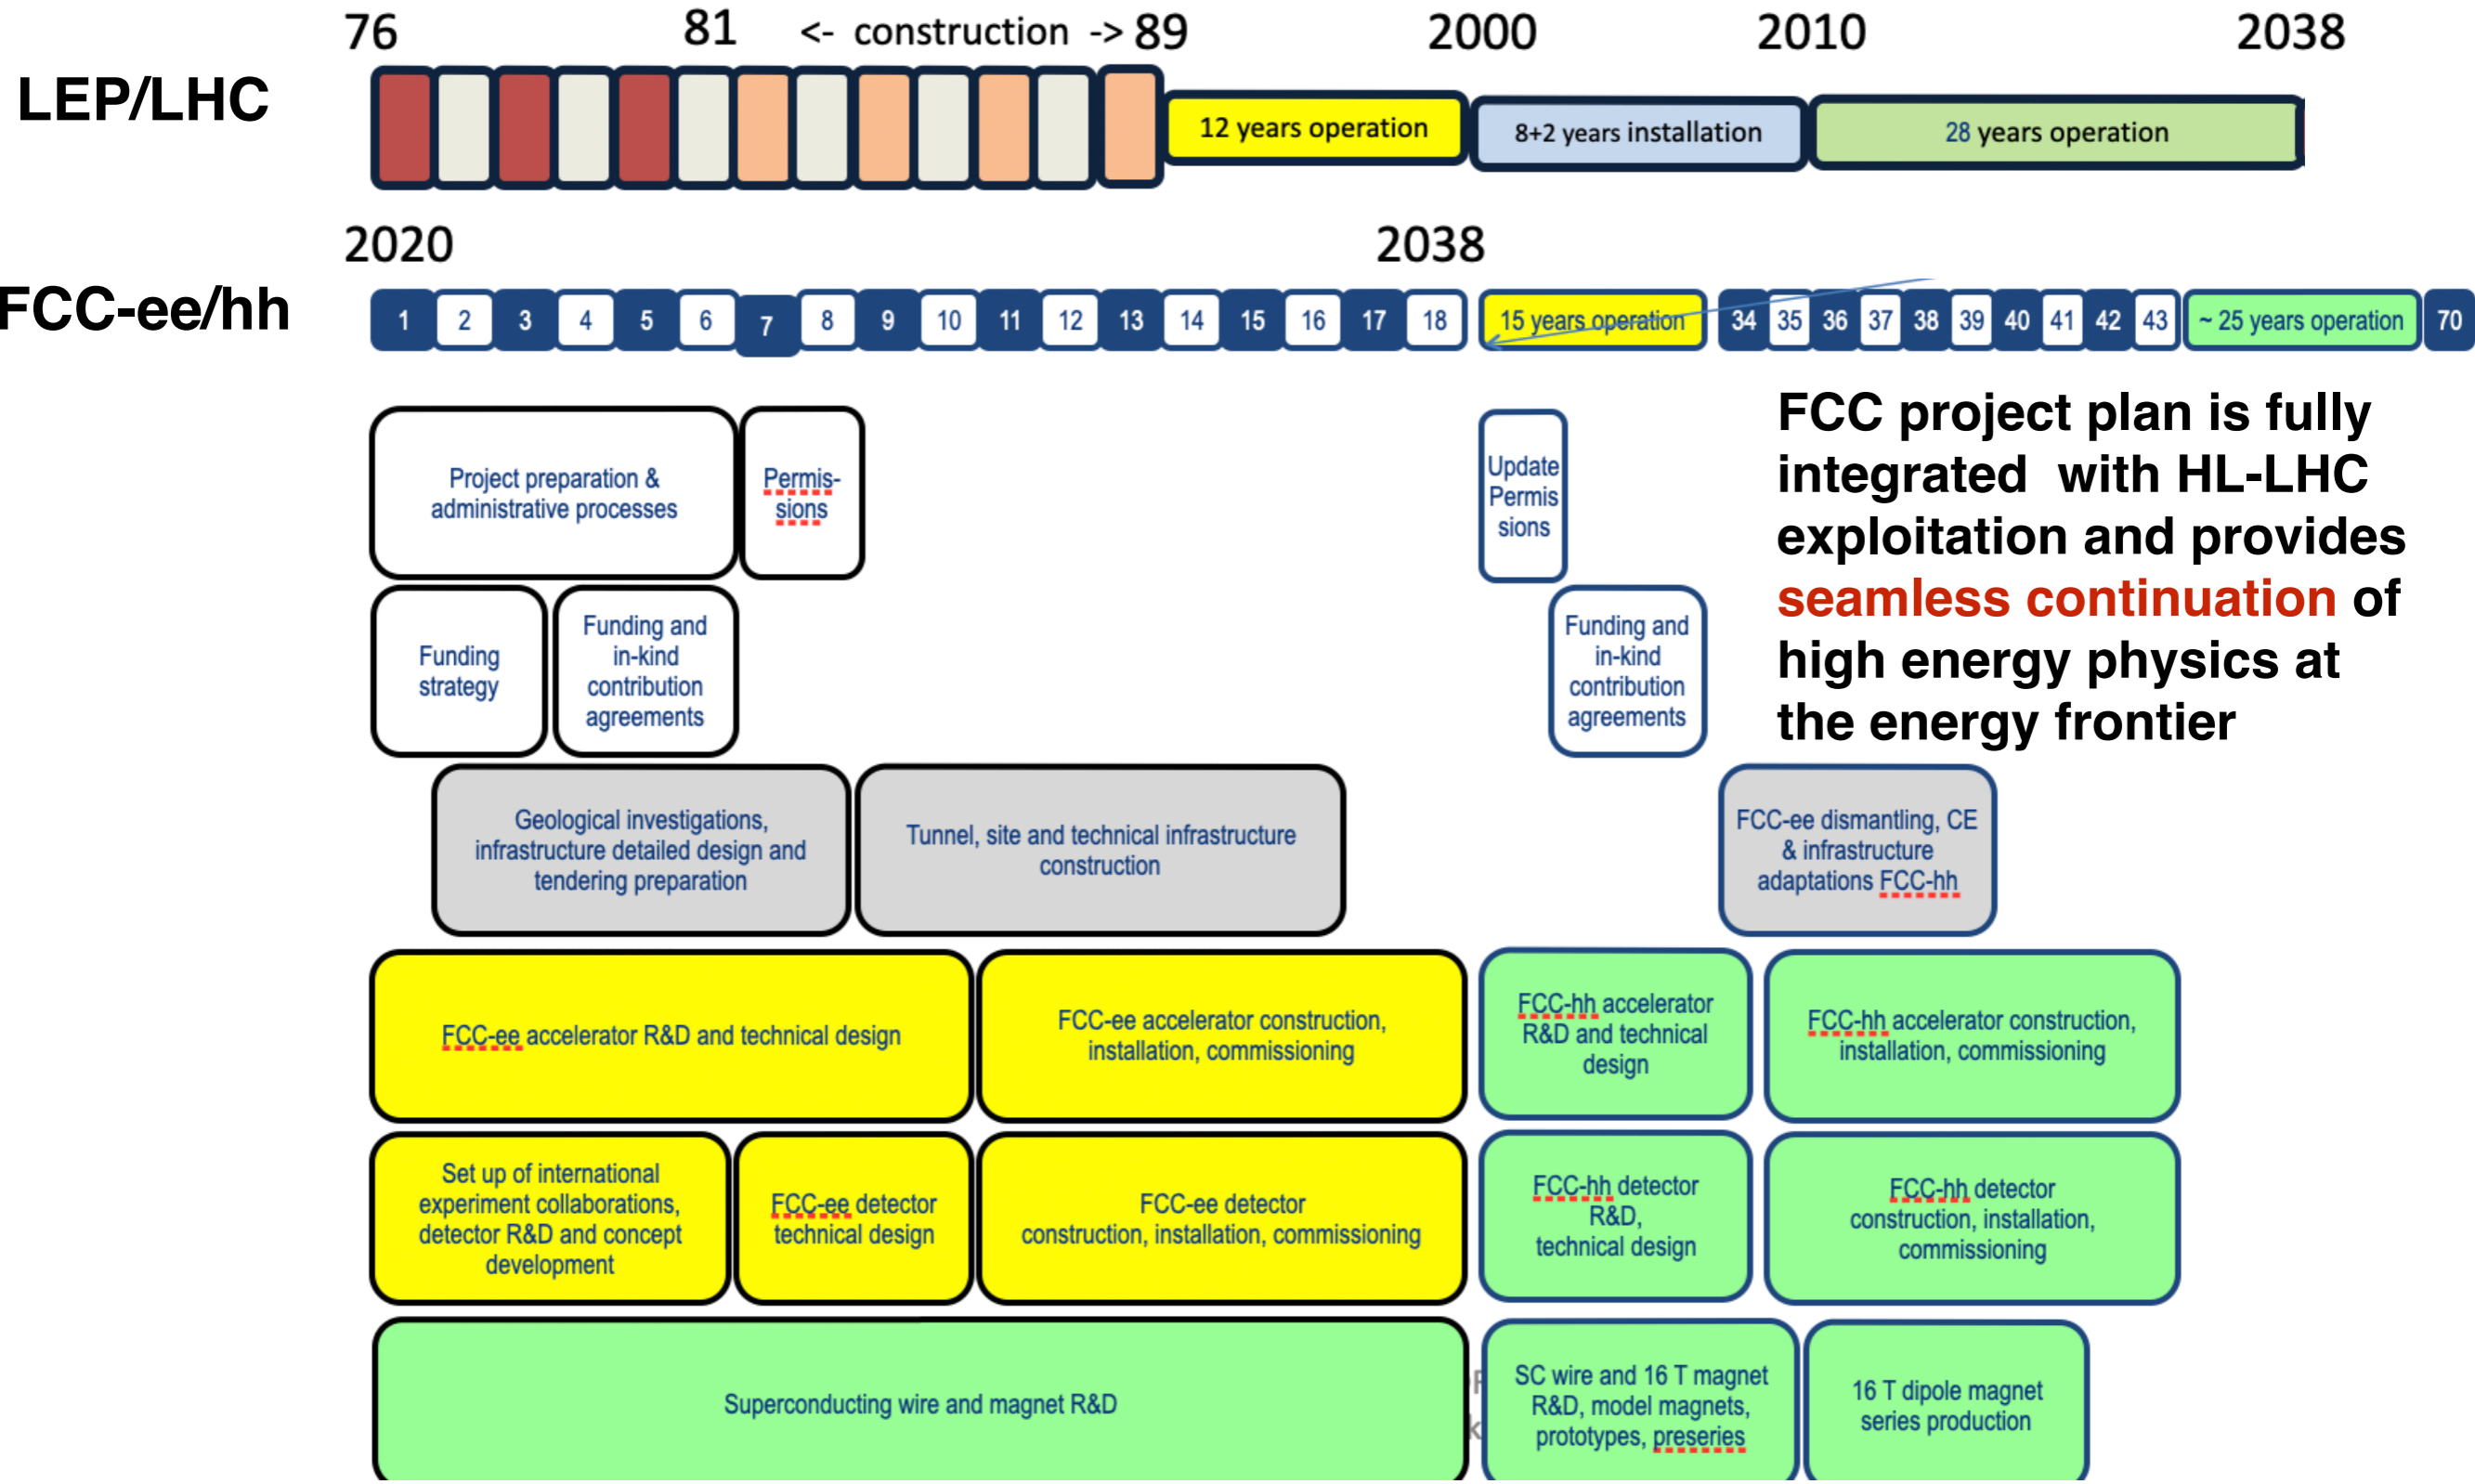 76 81 <- construction -> 89 2000 2010 2038
LEP/LHC
12 years operation
8+2 years installation
28 years operation
2020 2038
FCC-ee/hh
1 2 3 4 5 6 7 8 9 10 11 12 13 14 15 16 17 18 15 years operation 34 35 36 37 38 39 40 41 42 43 ~ 25 years operation 70
Project preparation &
administrative processes
Permis-
sions
Update
Permis
sions
FCC project plan is fully
integrated with HL-LHC
exploitation and provides
seamless continuation of
high energy physics at
the energy frontier
Funding
strategy
Funding and
in-kind
contribution
agreements
Funding and
in-kind
contribution
agreements
Geological investigations,
infrastructure detailed design and
tendering preparation
Tunnel, site and technical infrastructure
construction
FCC-ee dismantling, CE
& infrastructure
adaptations FCC-hh
FCC-ee accelerator R&D and technical design
FCC-ee accelerator construction,
installation, commissioning
FCC-hh accelerator
R&D and technical
design
FCC-hh accelerator construction,
installation, commissioning
Set up of international
experiment collaborations,
detector R&D and concept
development
FCC-ee detector
technical design
FCC-ee detector
construction, installation, commissioning
FCC-hh detector
R&D,
technical design
FCC-hh detector
construction, installation,
commissioning
Superconducting wire and magnet R&D
SC wire and 16 T magnet
R&D, model magnets,
prototypes, preseries
16 T dipole magnet
series production